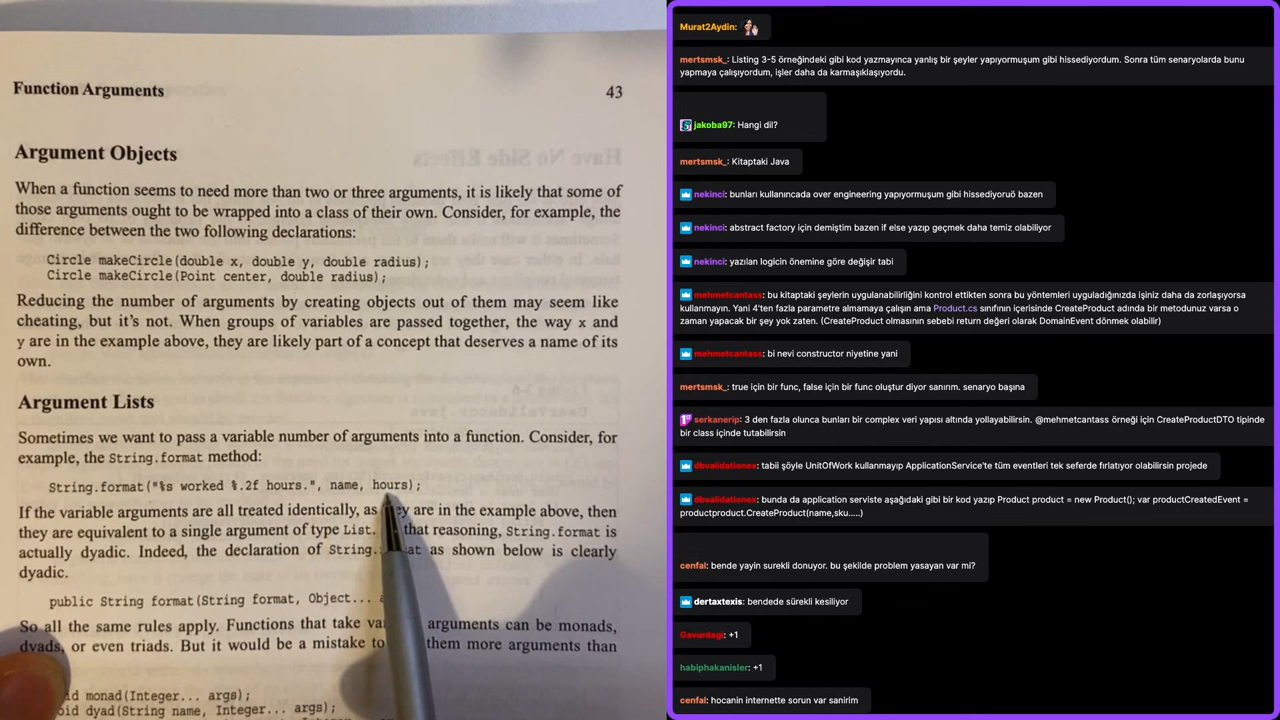 Function Arguments 43
Argument Objects
When a function seems to need more than two or three arguments, it is likely that some of
those arguments ought to be wrapped into a class of their own. Consider, for example, the
difference between the two following declarations:
Circle makeCircle(double x, double y, double radius);
Circle makeCircle(Point center, double radius);
Reducing the number of arguments by creating objects out of them may seem like
cheating, but it's not. When groups of variables are passed together, the way x and
y are in the example above, they are likely part of a concept that deserves a name of its
own.
Argument Lists
Sometimes we want to pass a variable number of arguments into a function. Consider, for
example, the String.format method:
String.format("%s worked %.2f hours.", name, hours);
If the variable arguments are all treated identically, as they are in the example above, then
they are equivalent to a single argument of type List. that reasoning, String.format is
actually dyadic. Indeed, the declaration of String. at as shown below is clearly
dyadic.
public String format(String format, Object...
So all the same rules apply. Functions that take arguments can be monads,
dyads, or even triads. But it would be a mistake to them more arguments than
monad(Integer... args);
dyad(String name, Integer... args);
Murat2Aydin:
mertsmsk_: Listing 3-5 örneğindeki gibi kod yazmayınca yanlış bir şeyler yapıyormuşum gibi hissediyordum. Sonra tüm senaryolarda bunu
yapmaya çalışıyordum, işler daha da karmaşıklaşıyordu.
jakoba97: Hangi dil?
mertsmsk_: Kitaptaki Java
nekinci: bunları kullanıncada over engineering yapıyormuşum gibi hissediyoruö bazen
nekinci: abstract factory için demiştim bazen if else yazıp geçmek daha temiz olabiliyor
nekinci: yazılan logicin önemine göre değişir tabi
mehmetcantass: bu kitaptaki şeylerin uygulanabilirliğini kontrol ettikten sonra bu yöntemleri uyguladığınızda işiniz daha da zorlaşıyorsa
kullanmayın. Yani 4'ten fazla parametre almamaya çalışın ama Product.cs sınıfının içerisinde CreateProduct adında bir metodunuz varsa o
zaman yapacak bir şey yok zaten. (CreateProduct olmasının sebebi return değeri olarak DomainEvent dönmek olabilir)
mehmetcantass: bi nevi constructor niyetine yani
mertsmsk_: true için bir func, false için bir func oluştur diyor sanırım. senaryo başına
serkanerip: 3 den fazla olunca bunları bir complex veri yapısı altında yollayabilirsin. @mehmetcantass örneği için CreateProductDTO tipinde
bir class içinde tutabilirsin
dbvalidationex: tabii şöyle UnitOfWork kullanmayıp ApplicationService'te tüm eventleri tek seferde fırlatıyor olabilirsin projede
dbvalidationex: bunda da application serviste aşağıdaki gibi bir kod yazıp Product product = new Product(); var productCreatedEvent =
productproduct.CreateProduct(name,sku.....)
cenfal: bende yayin surekli donuyor. bu şekilde problem yasayan var mi?
dertaxtexis: bendede sürekli kesiliyor
Gavurdagi: +1
habiphakanisler: +1
cenfal: hocanin internette sorun var sanirim